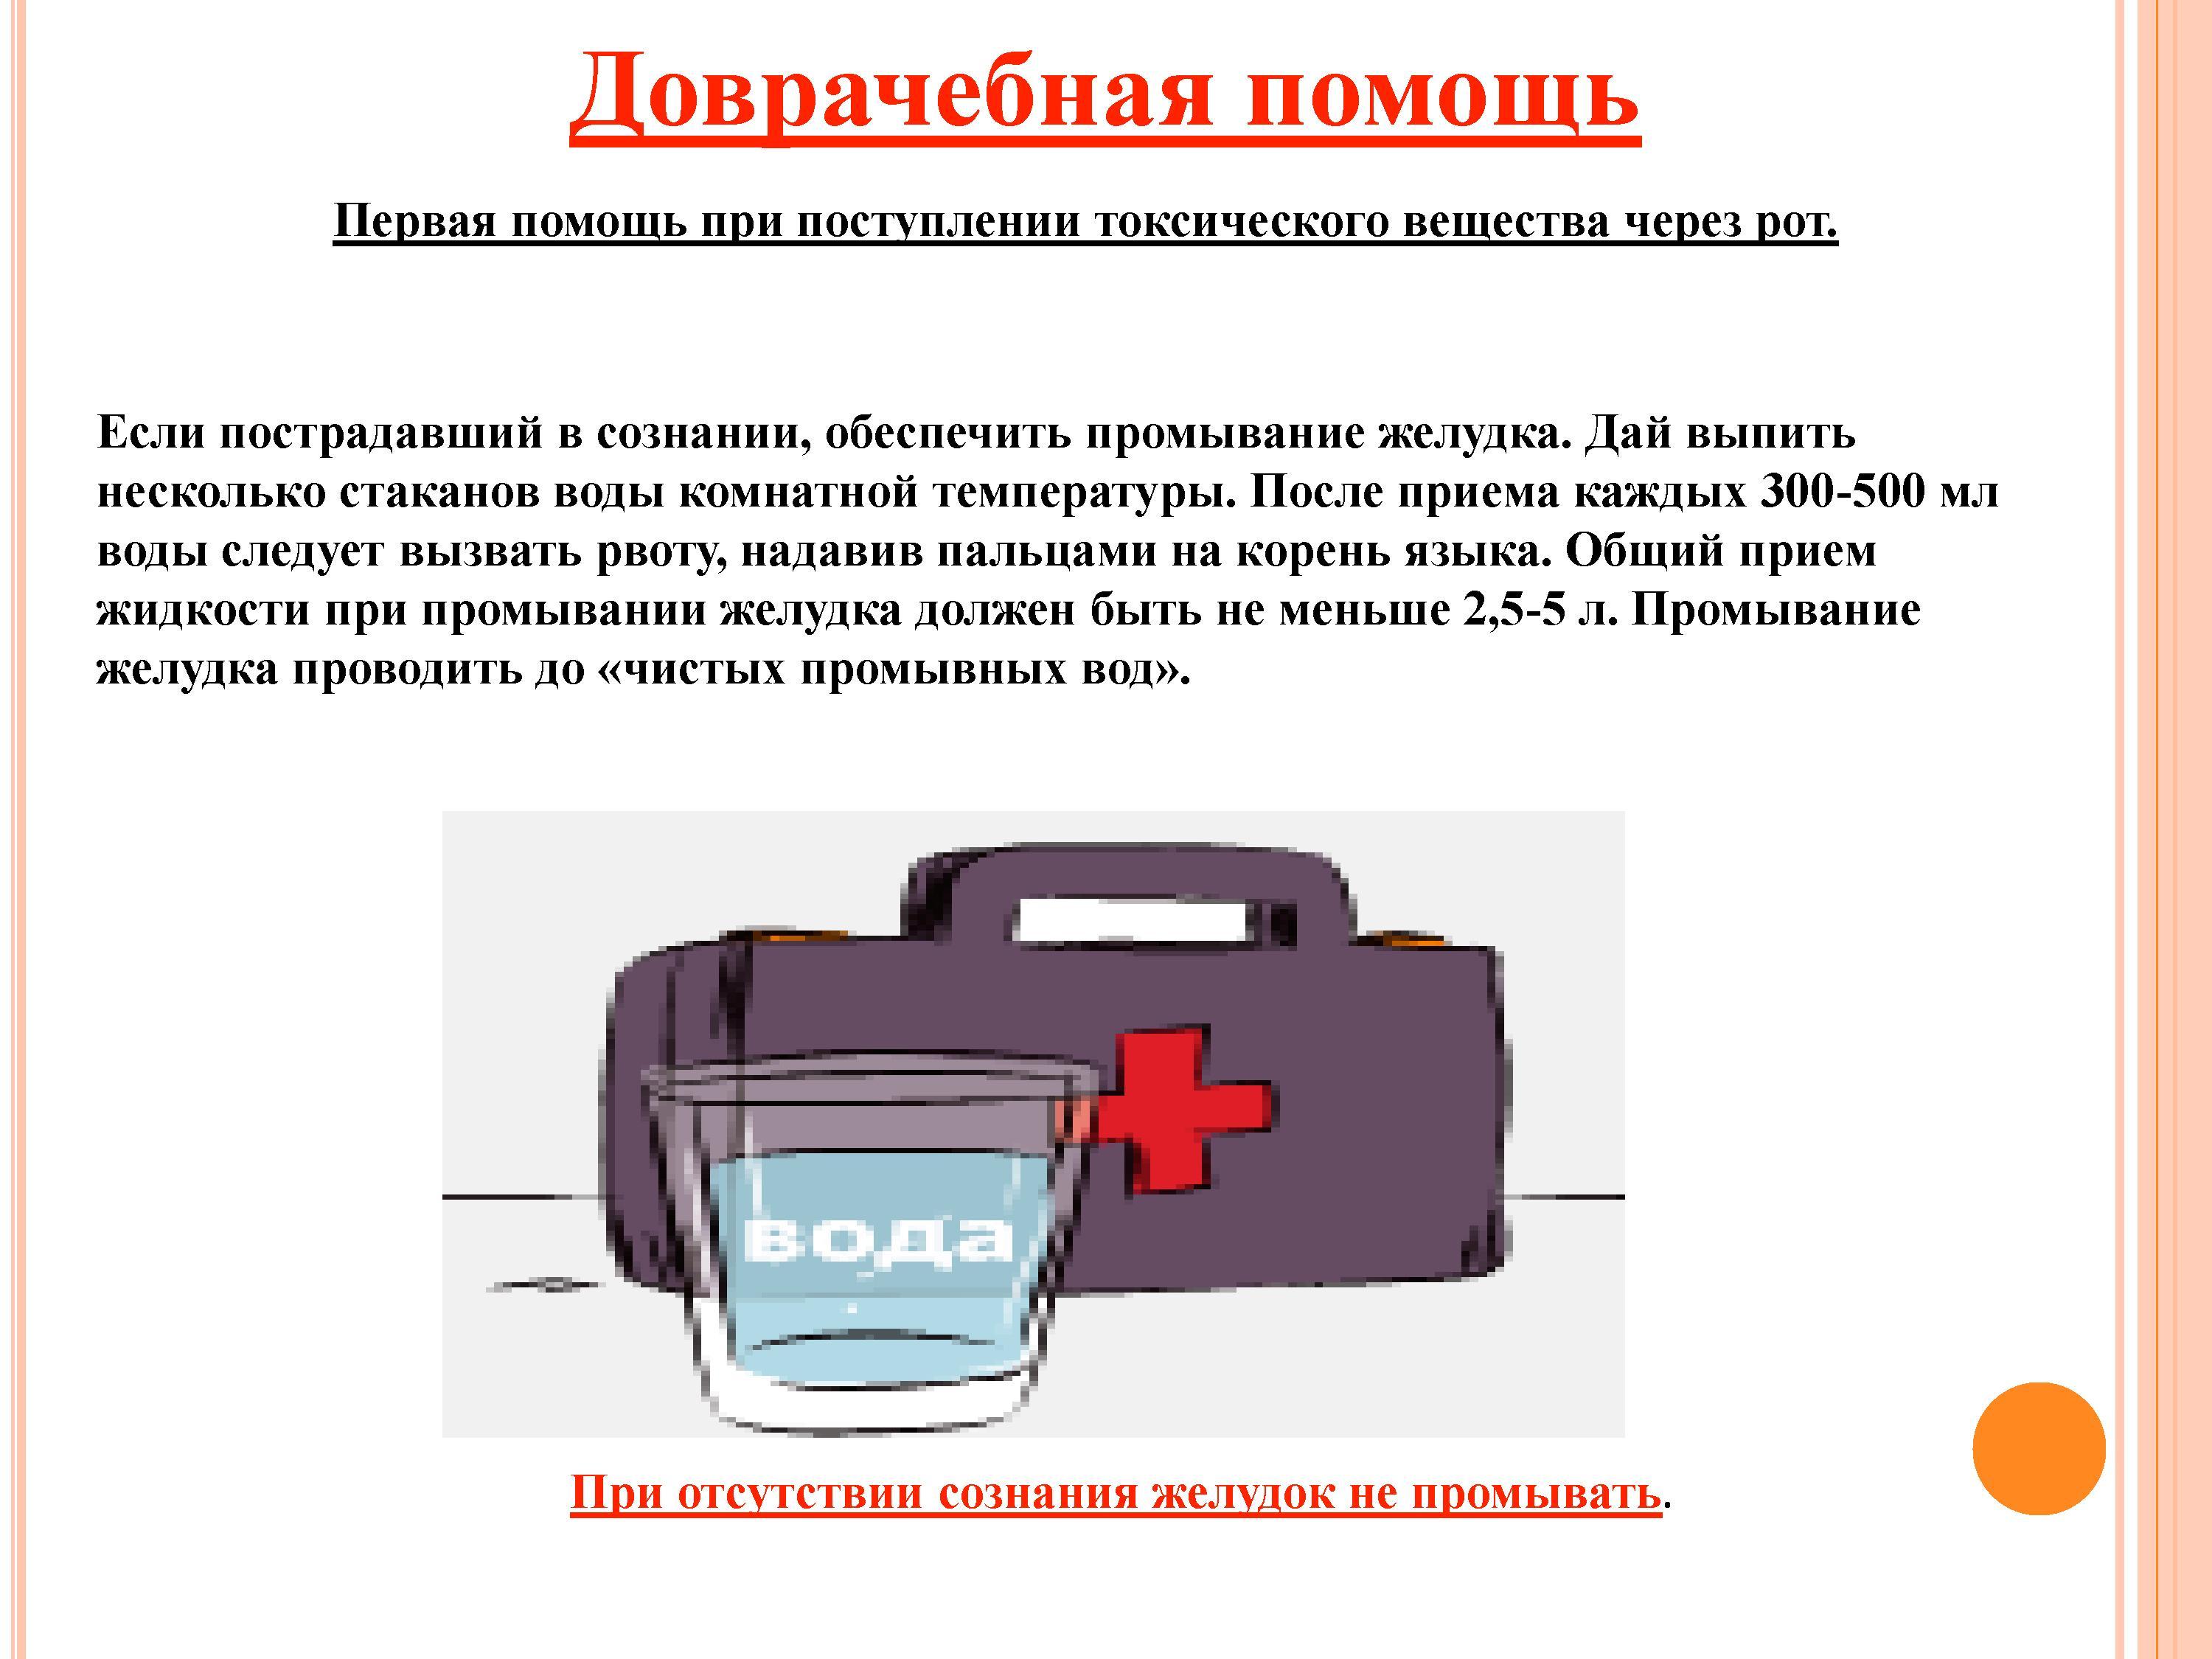 Доврачебная помощь
Первая помощь при поступлении токсического вещества через рот.
Если пострадавший в сознании, обеспечить промывание желудка. Дай выпить
несколько стаканов воды комнатной температуры. После приема каждых 300-500 мл
воды следует вызвать рвоту, надавив пальцами на корень языка. Общий прием
жидкости при промывании желудка должен быть не меньше 2,5-5 л. Промывание
желудка проводить до «чистых промывных вод».
вода
При отсутствии сознания желудок не промывать.